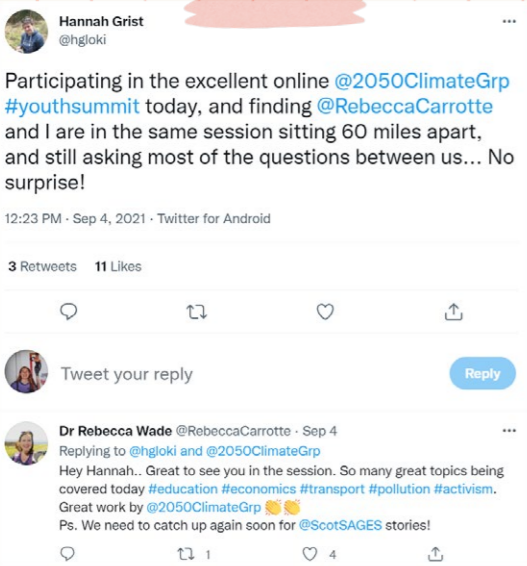 Hannah Grist
@hgloki
Participating in the excellent online @2050ClimateGrp
#youthsummit today, and finding @RebeccaCarrotte
and I are in the same session sitting 60 miles apart,
and still asking most of the questions between us... No
surprise!
12:23 PM · Sep 4, 2021 · Twitter for Android
3 Retweets 11 Likes
Tweet your reply
Reply
Dr Rebecca Wade @RebeccaCarrotte · Sep 4
Replying to @hgloki and @2050ClimateGrp
Hey Hannah.. Great to see you in the session. So many great topics being
covered today #education #economics #transport #pollution #activism.
Great work by @2050ClimateGrp 👏👏
Ps. We need to catch up again soon for @ScotSAGES stories!
1 4